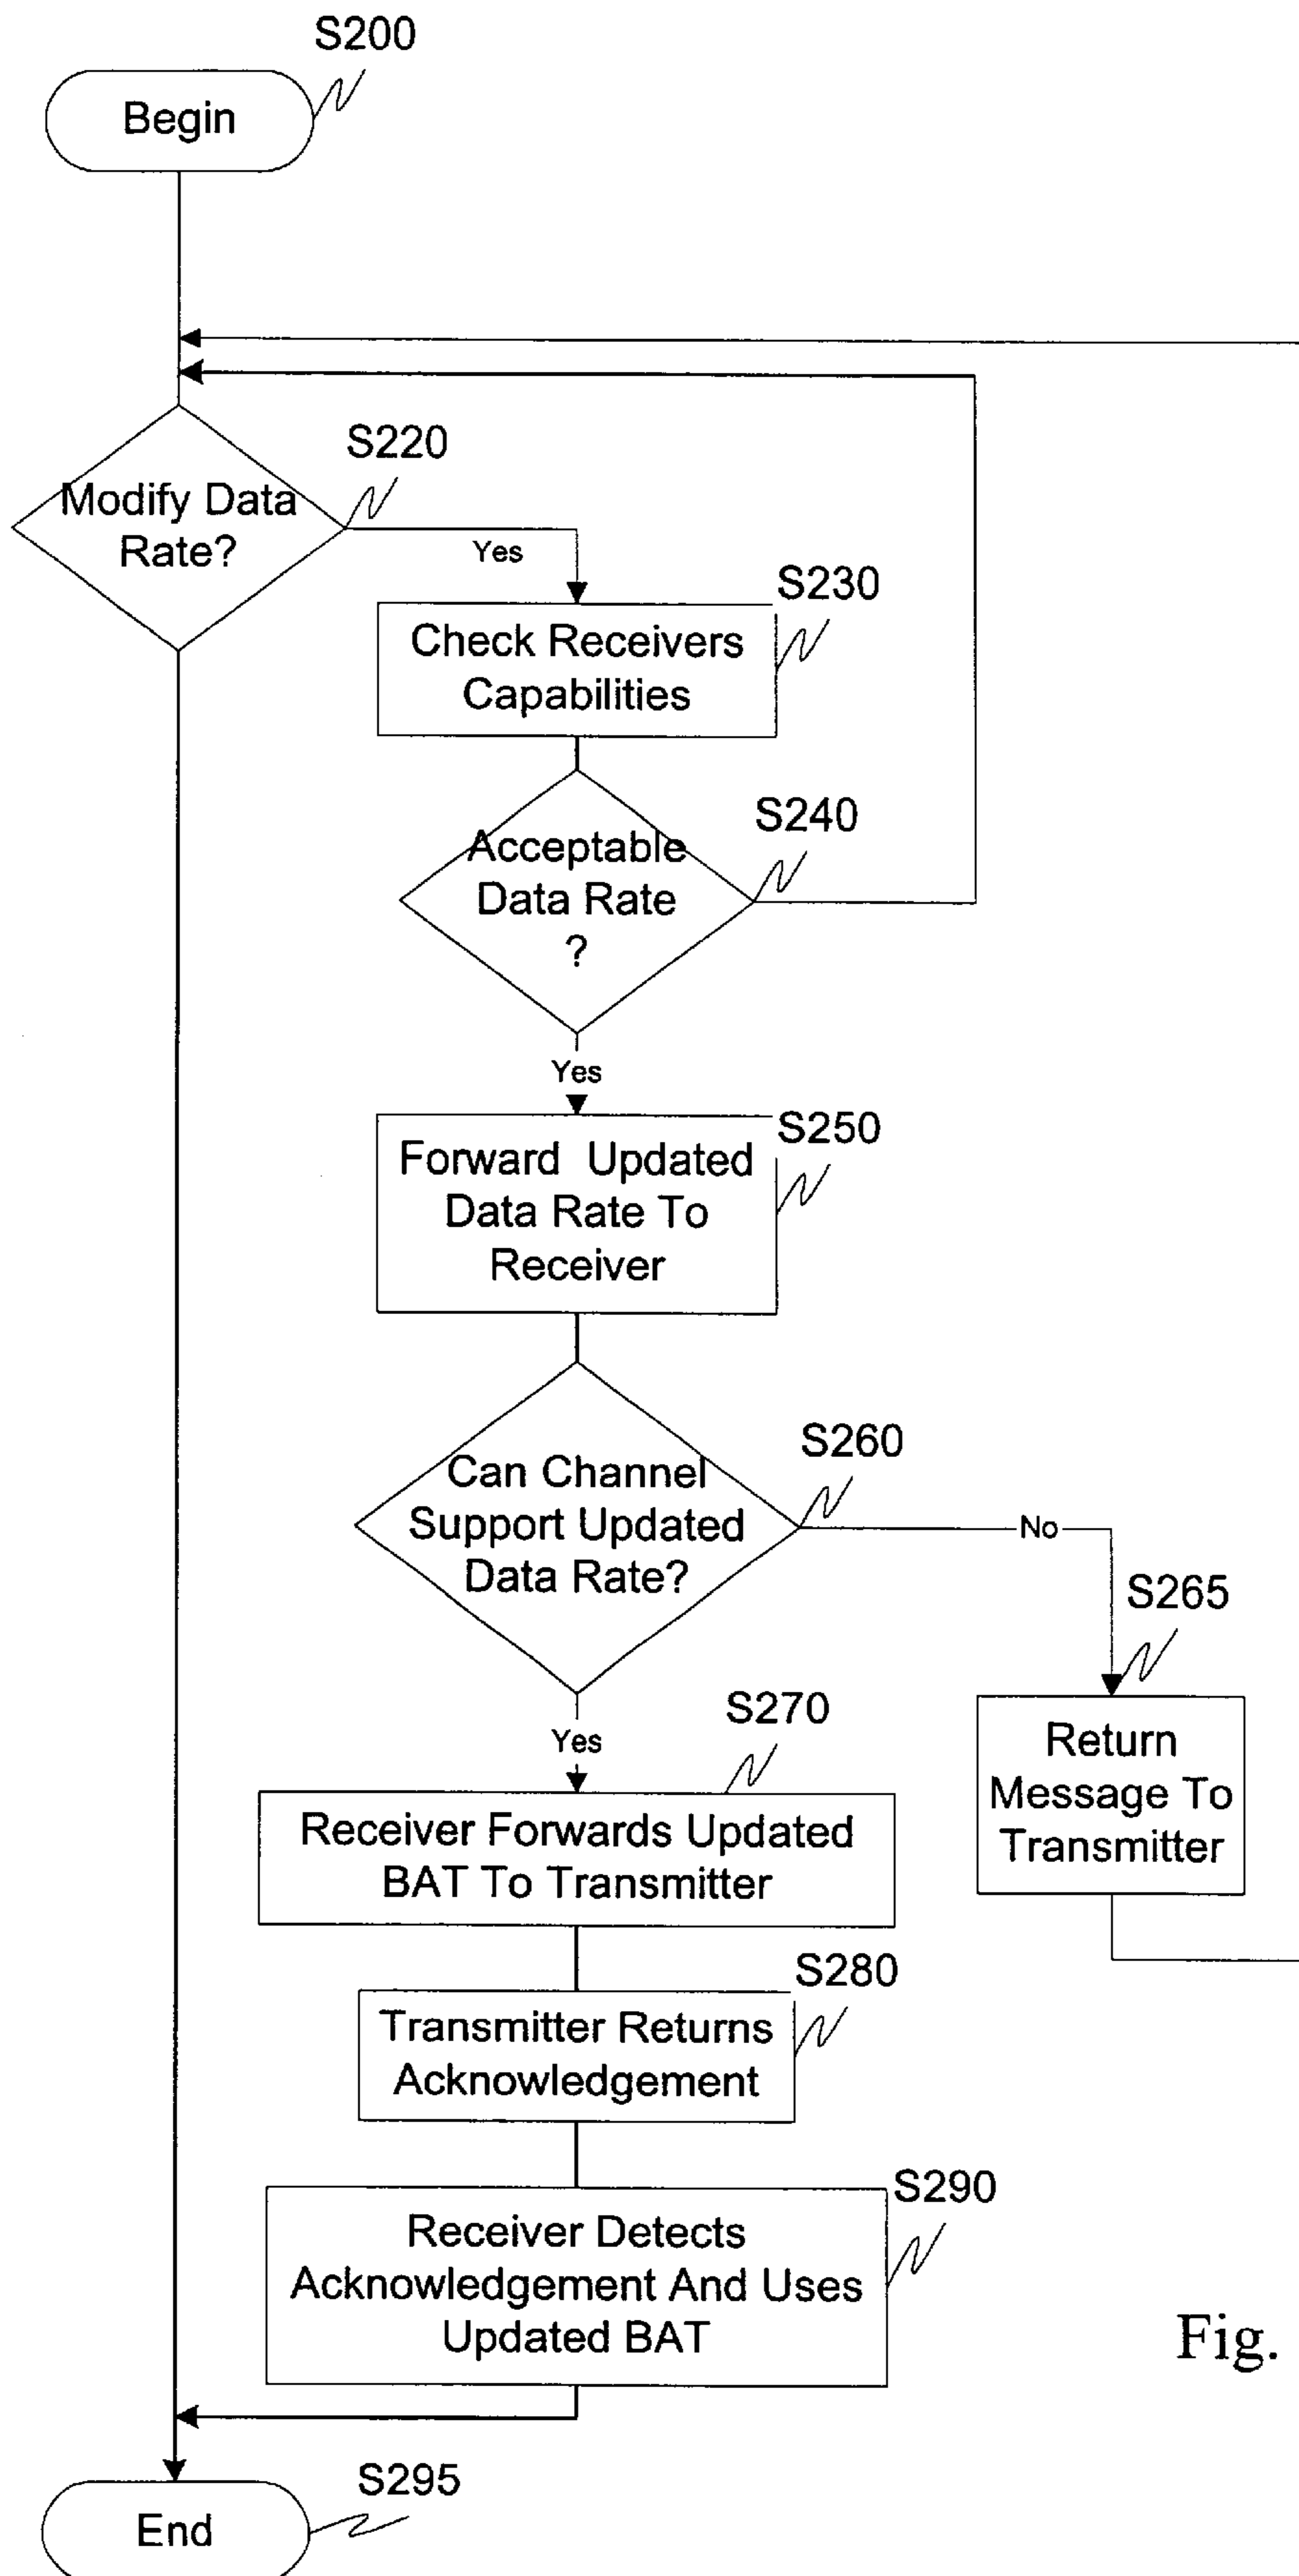 S200
Begin
S220
Modify Data
Rate?
Yes
S230
Check Receivers
Capabilities
S240
Acceptable
Data Rate
?
Yes
S250
Forward Updated
Data Rate To
Receiver
S260
Can Channel
Support Updated
Data Rate?
No
S265
Return
Message To
Transmitter
Yes
S270
Receiver Forwards Updated
BAT To Transmitter
S280
Transmitter Returns
Acknowledgement
S290
Receiver Detects
Acknowledgement And Uses
Updated BAT
Fig.
S295
End